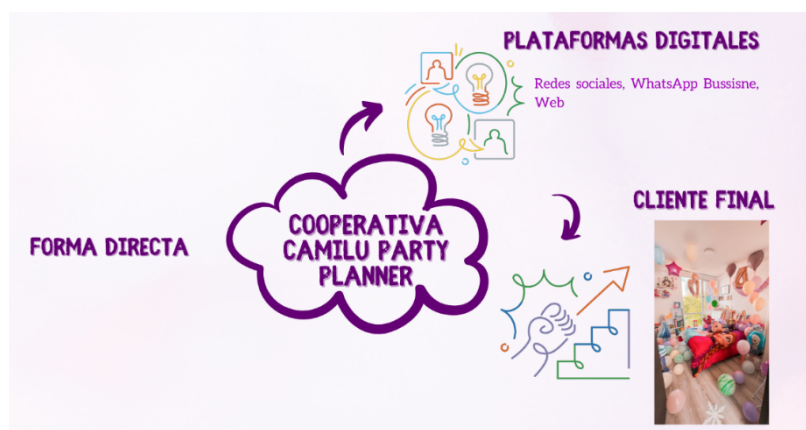 PLATAFORMAS DIGITALES
Redes sociales, WhatsApp Bussisne,
Web
CLIENTE FINAL
FORMA DIRECTA
COOPERATIVA
CAMILU PARTY
PLANNER